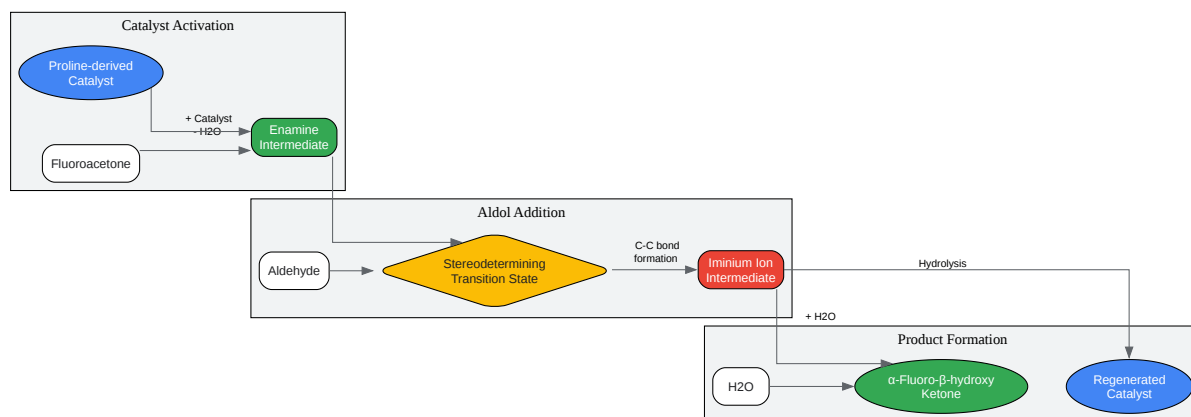 Catalyst Activation
Proline-derived
Catalyst
+ Catalyst
- H2O
Enamine
Intermediate
Fluoroacetone
Aldol Addition
Aldehyde
Stereodetermining
Transition State
C-C bond
formation
Iminium Ion
Intermediate
Hydrolysis
+ H2O
Product Formation
H2O
α-Fluoro-β-hydroxy
Ketone
Regenerated
Catalyst